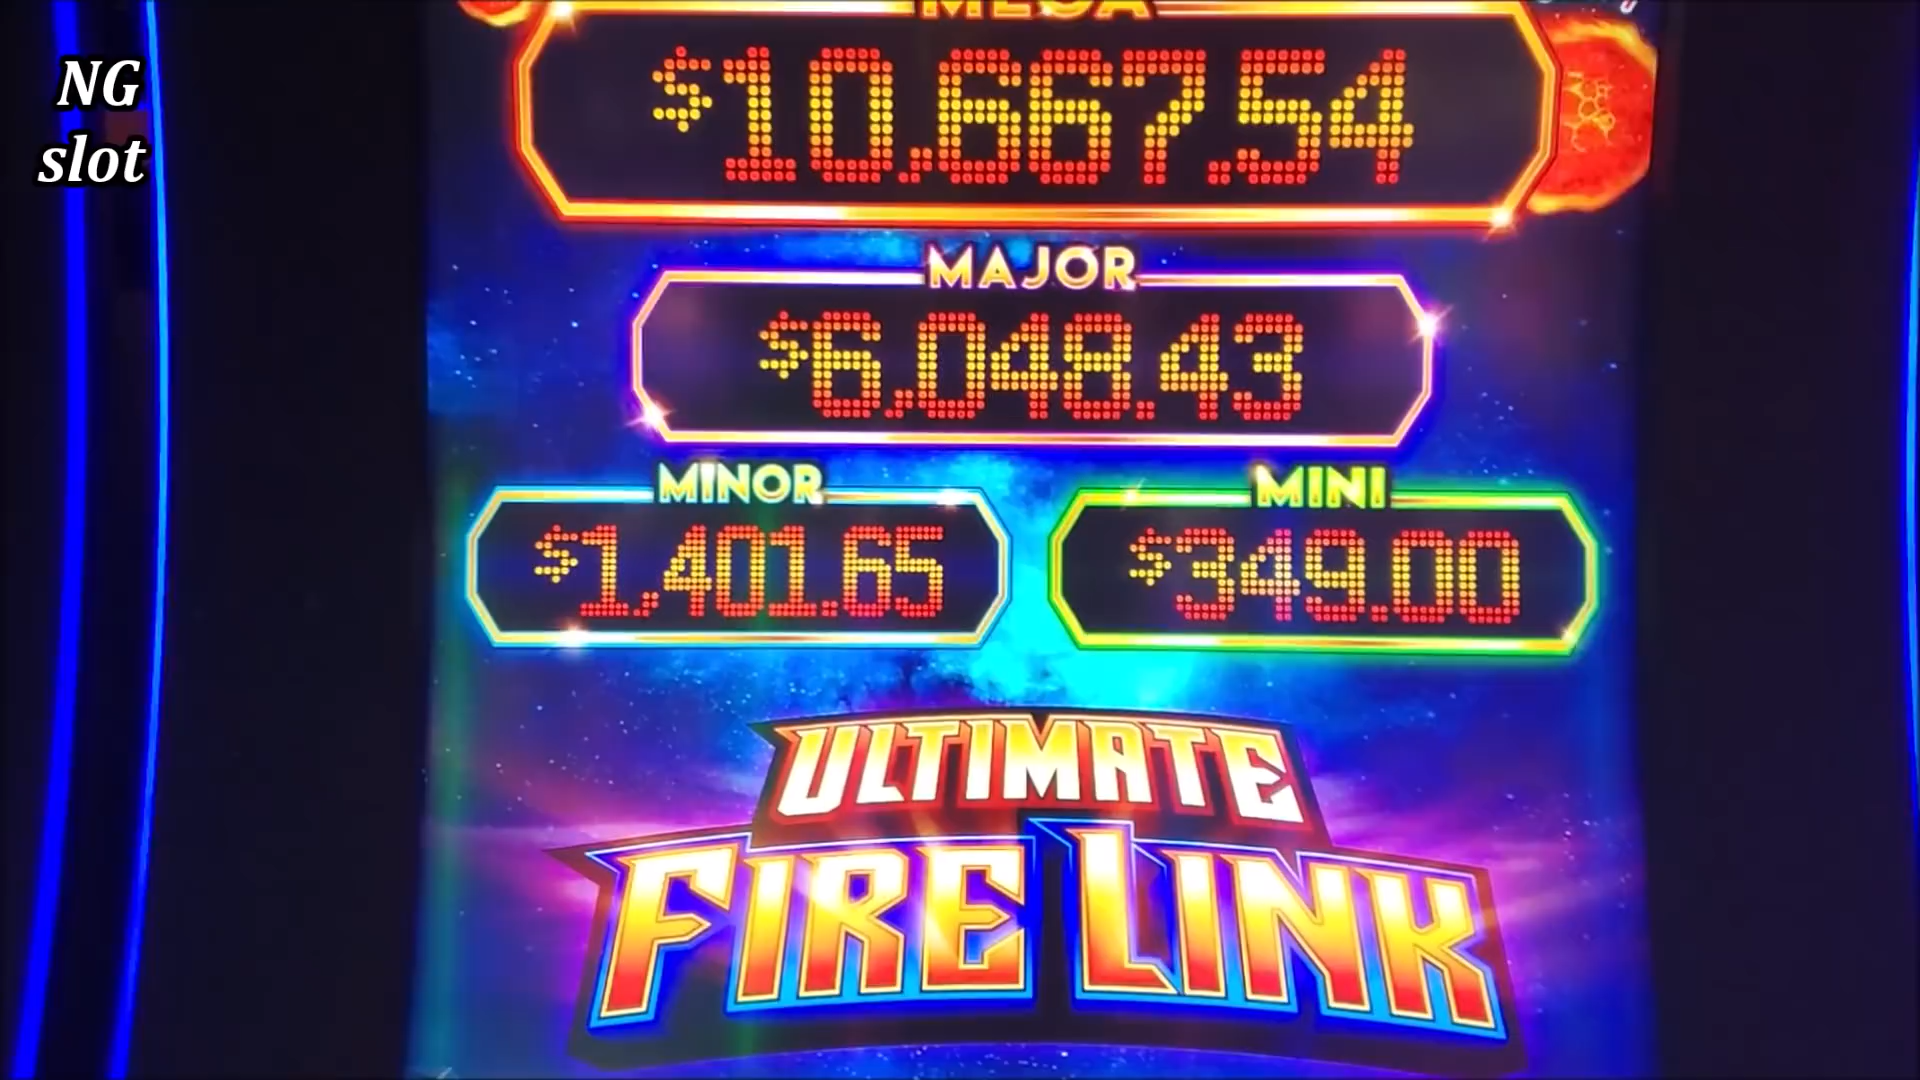 NG
slot
MEGA
$10,667.54
MAJOR
$6,048.43
MINOR
$1,401.65
MINI
$349.00
ULTIMATE
FIRE LINK